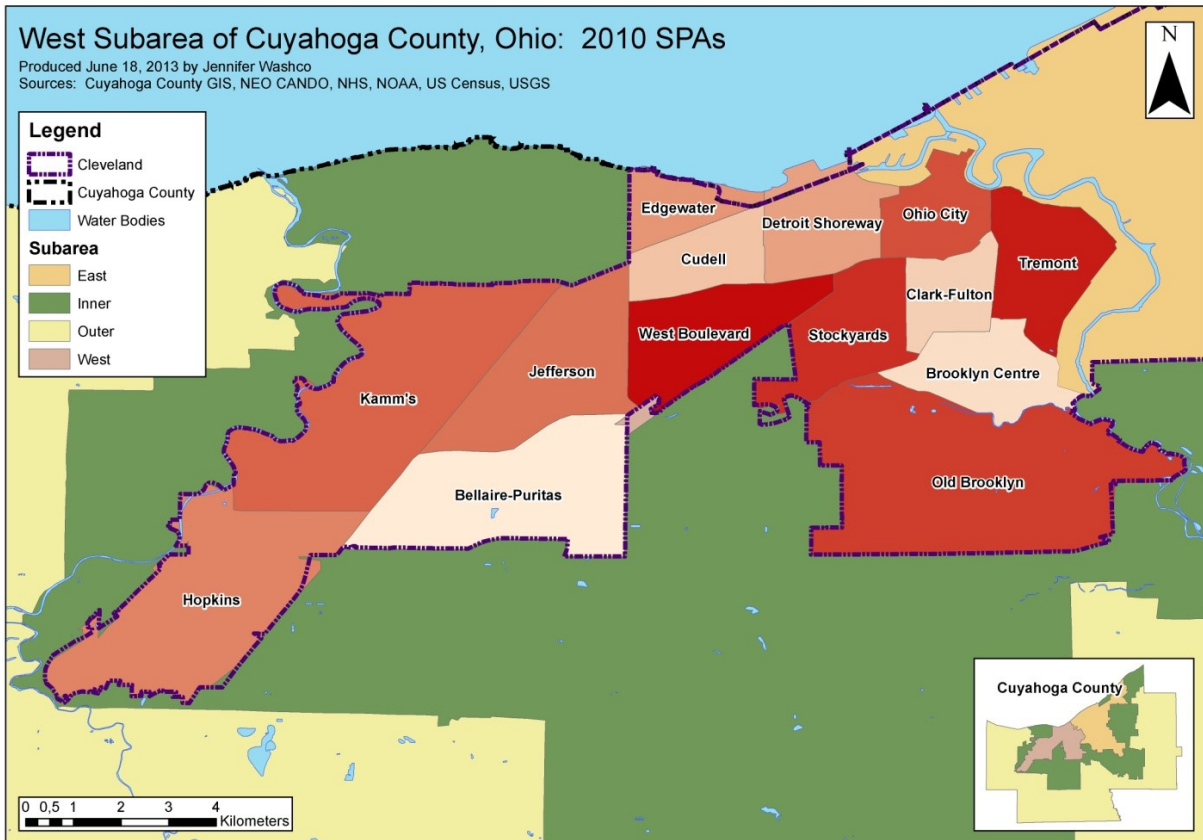 West Subarea of Cuyahoga County, Ohio: 2010 SPAs
Produced June 18, 2013 by Jennifer Washco
Sources: Cuyahoga County GIS, NEO CANDO, NHS, NOAA, US Census, USGS
N
Legend
Cleveland
Cuyahoga County
Water Bodies
Subarea
East
Inner
Outer
West
Edgewater
Detroit Shoreway
Ohio City
Cudell
Tremont
Clark-Fulton
West Boulevard
Stockyards
Jefferson
Brooklyn Centre
Kamm's
Old Brooklyn
Bellaire-Puritas
Hopkins
Cuyahoga County
0 0,5 1 2 3 4
Kilometers